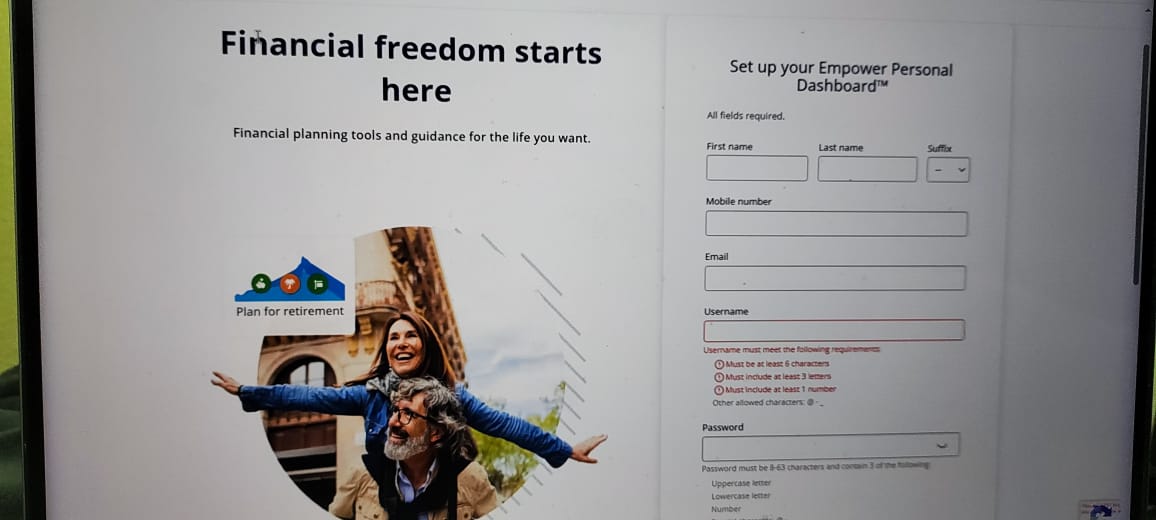 Financial freedom starts
here
Financial planning tools and guidance for the life you want.
Plan for retirement
Set up your Empower Personal
Dashboard™
All fields required.
First name Last name Suffix
–
Mobile number
Email
Username
Username must meet the following requirements:
Must be at least 6 characters
Must include at least 3 letters
Must include at least 1 number
Other allowed characters: @ - _
Password
Password must be 8-63 characters and contain 3 of the following:
Uppercase letter
Lowercase letter
Number